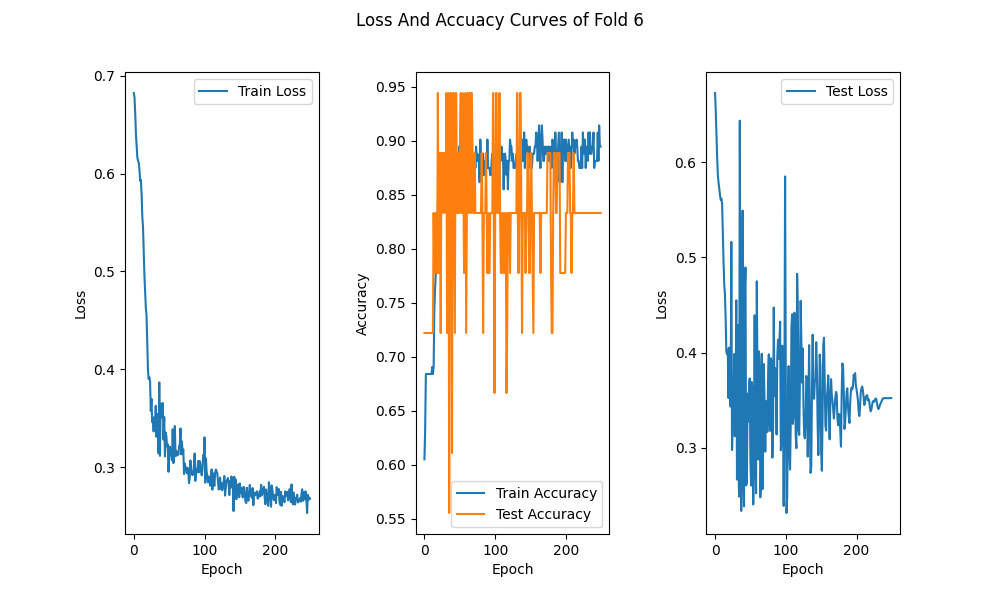 Loss And Accuacy Curves of Fold 6
0.7
0.6
0.5
0.4
0.3
Loss
0
100
200
Epoch
Train Loss
0.95
0.90
0.85
0.80
0.75
0.70
0.65
0.60
0.55
Accuracy
0
100
200
Epoch
Train Accuracy
Test Accuracy
0.6
0.5
0.4
0.3
Loss
0
100
200
Epoch
Test Loss